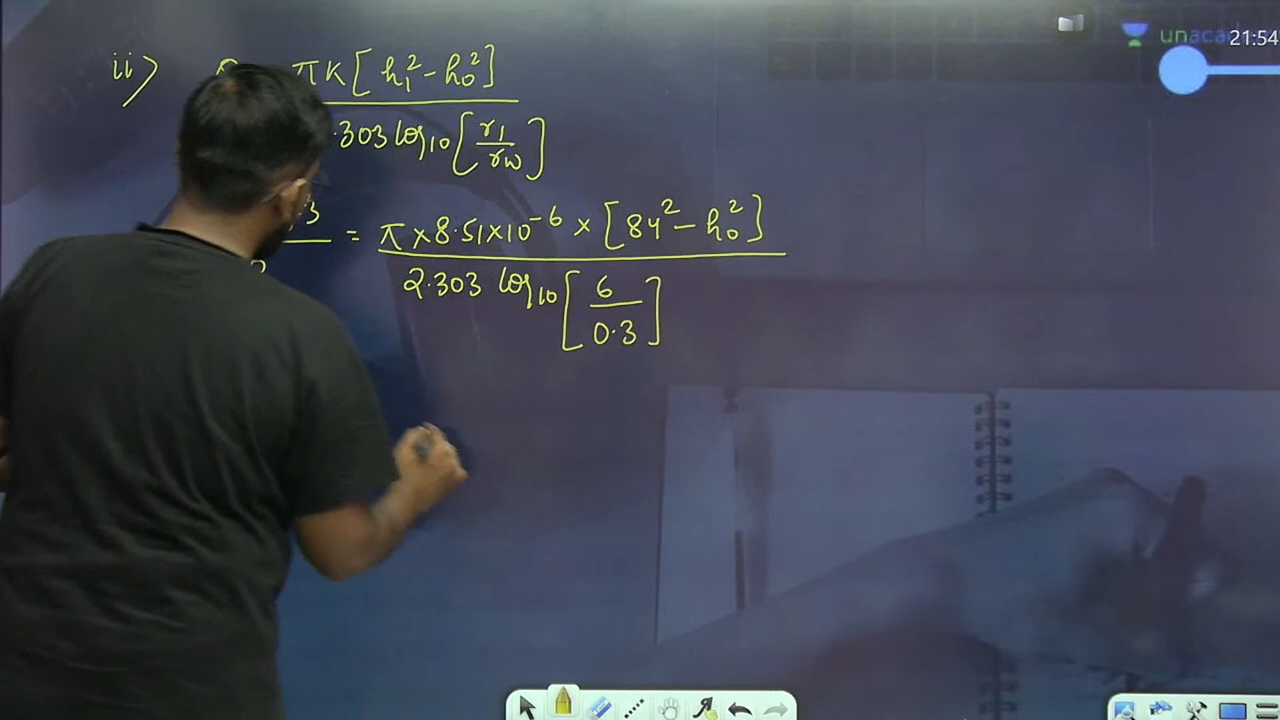 21:54
ii) πK[h₁²-h₀²]
.303 log₁₀[r₁/rw]
3 = π×8.51×10⁻⁶×[84²-h₀²]
2.303 log₁₀[6/0.3]